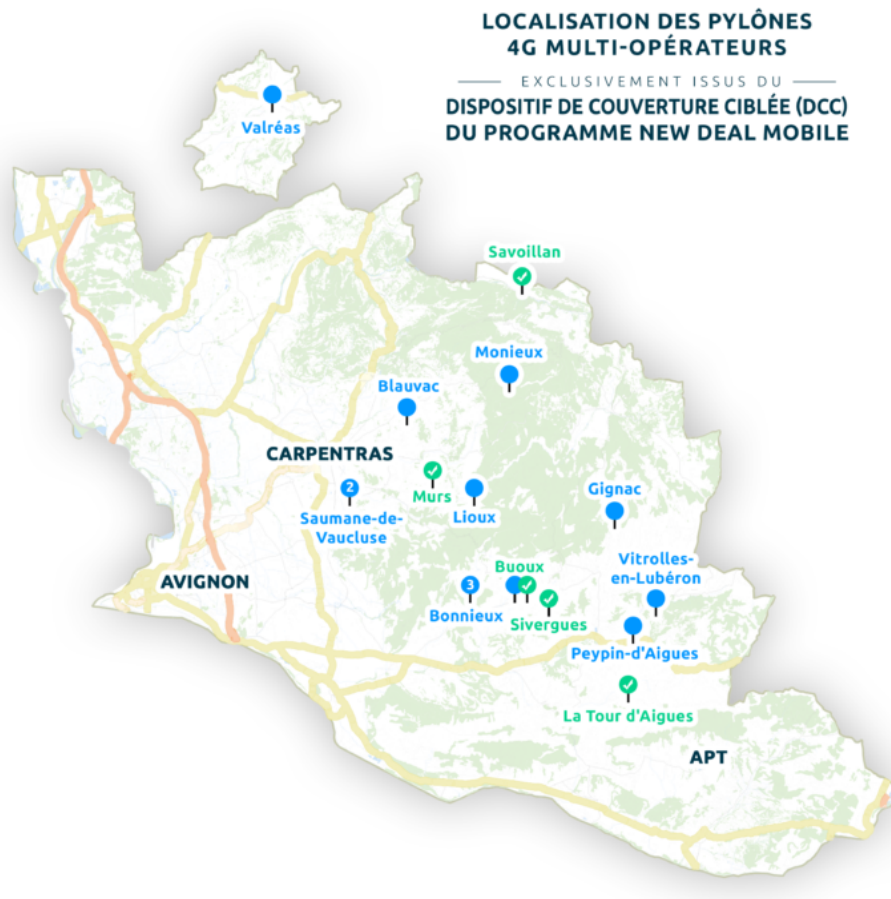 LOCALISATION DES PYLÔNES
4G MULTI-OPÉRATEURS
EXCLUSIVEMENT ISSUS DU
DISPOSITIF DE COUVERTURE CIBLÉE (DCC)
DU PROGRAMME NEW DEAL MOBILE
Valréas
Savoillan
Monieux
Blauvac
CARPENTRAS
Murs
2
Saumane-de-
Vaucluse
Lioux
Gignac
Vitrolles-
en-Lubéron
AVIGNON
Buoux
3
Bonnieux
Sivergues
Peypin-d'Aigues
La Tour d'Aigues
APT